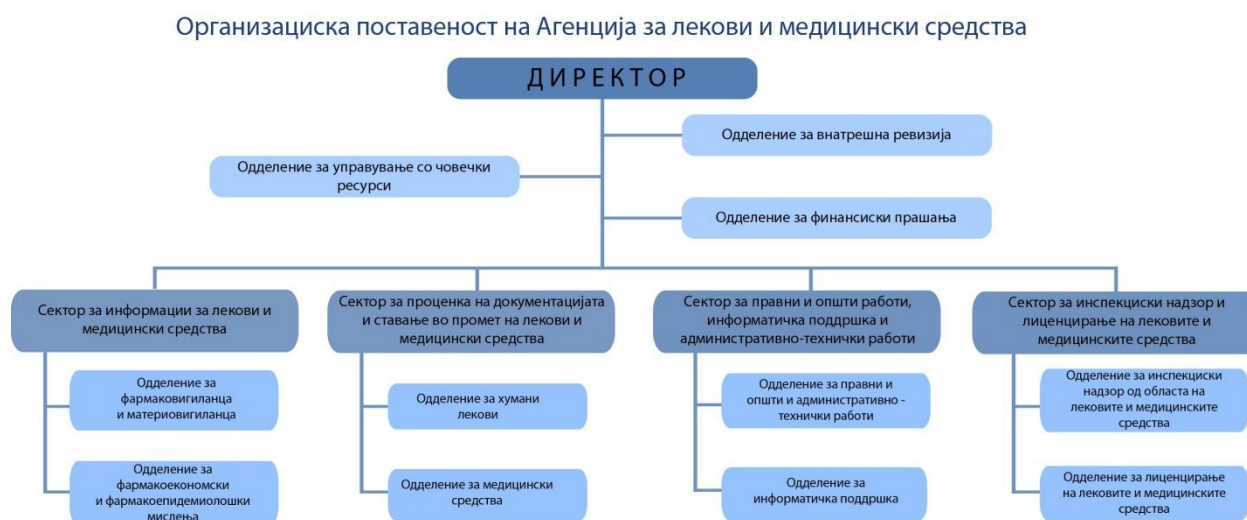 Организациска поставеност на Агенција за лекови и медицински средства
ДИРЕКТОР
Одделение за внатрешна ревизија
Одделение за управување со човечки
ресурси
Одделение за финансиски прашања
Сектор за информации за лекови и
медицински средства
Одделение за
фармаковигиланца
и материовигиланца
Одделение за
фармакоекономски
и фармакоепидемиолошки
мислења
Сектор за проценка на документацијата
и ставање во промет на лекови и
медицински средства
Одделение за хумани
лекови
Одделение за медицински
средства
Сектор за правни и општи работи,
информатичка поддршка и
административно-технички работи
Одделение за правни и
општи и административно -
технички работи
Одделение за
информатичка поддршка
Сектор за инспекциски надзор и
лиценцирање на лековите и
медицинските средства
Одделение за инспекциски
надзор од областа на
лековите и медицинските
средства
Одделение за лиценцирање
на лековите и медицинските
средства